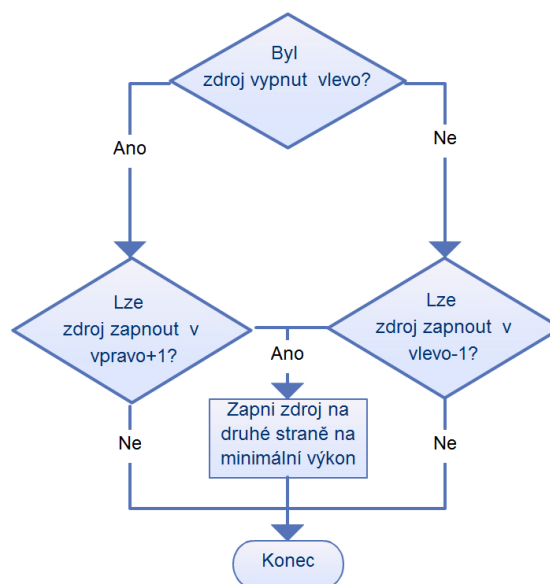 Byl
zdroj vypnut vlevo?
Ano
Ne
Lze
zdroj zapnout v
vpravo+1?
Lze
zdroj zapnout v
vlevo-1?
Ano
Zapni zdroj na
druhé straně na
minimální výkon
Ne
Ne
Konec